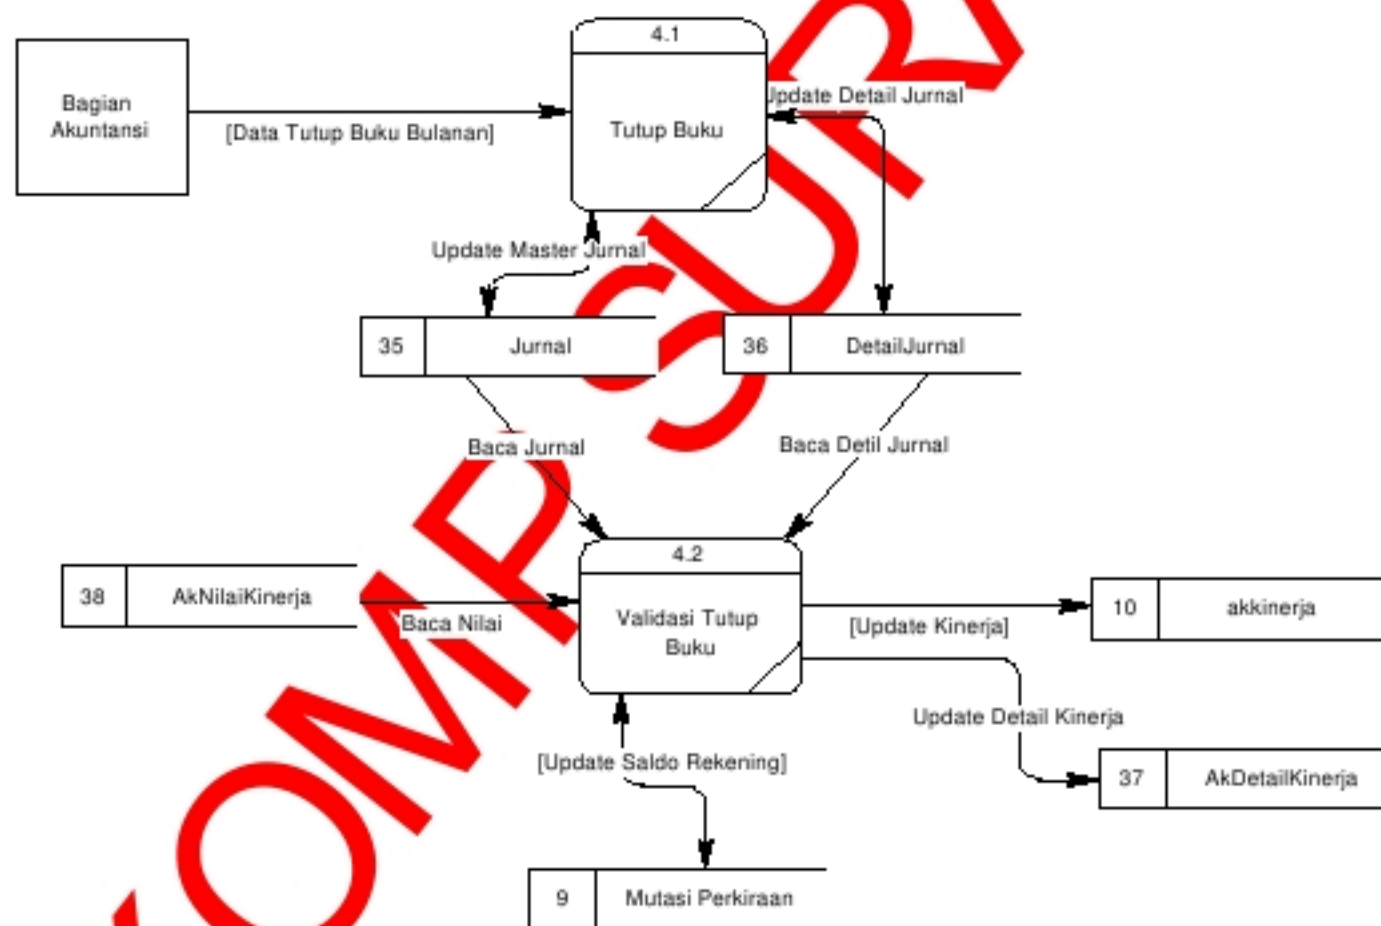 4.1
Bagian
Akuntansi
[Data Tutup Buku Bulanan]
Tutup Buku
Update Detail Jurnal
Update Master Jurnal
35
Jurnal
36
DetailJurnal
Baca Jurnal
Baca Detil Jurnal
4.2
38
AkNilaiKinerja
Baca Nilai
Validasi Tutup
Buku
[Update Kinerja]
10
akkinerja
Update Detail Kinerja
[Update Saldo Rekening]
37
AkDetailKinerja
9
Mutasi Perkiraan
OMP SUR